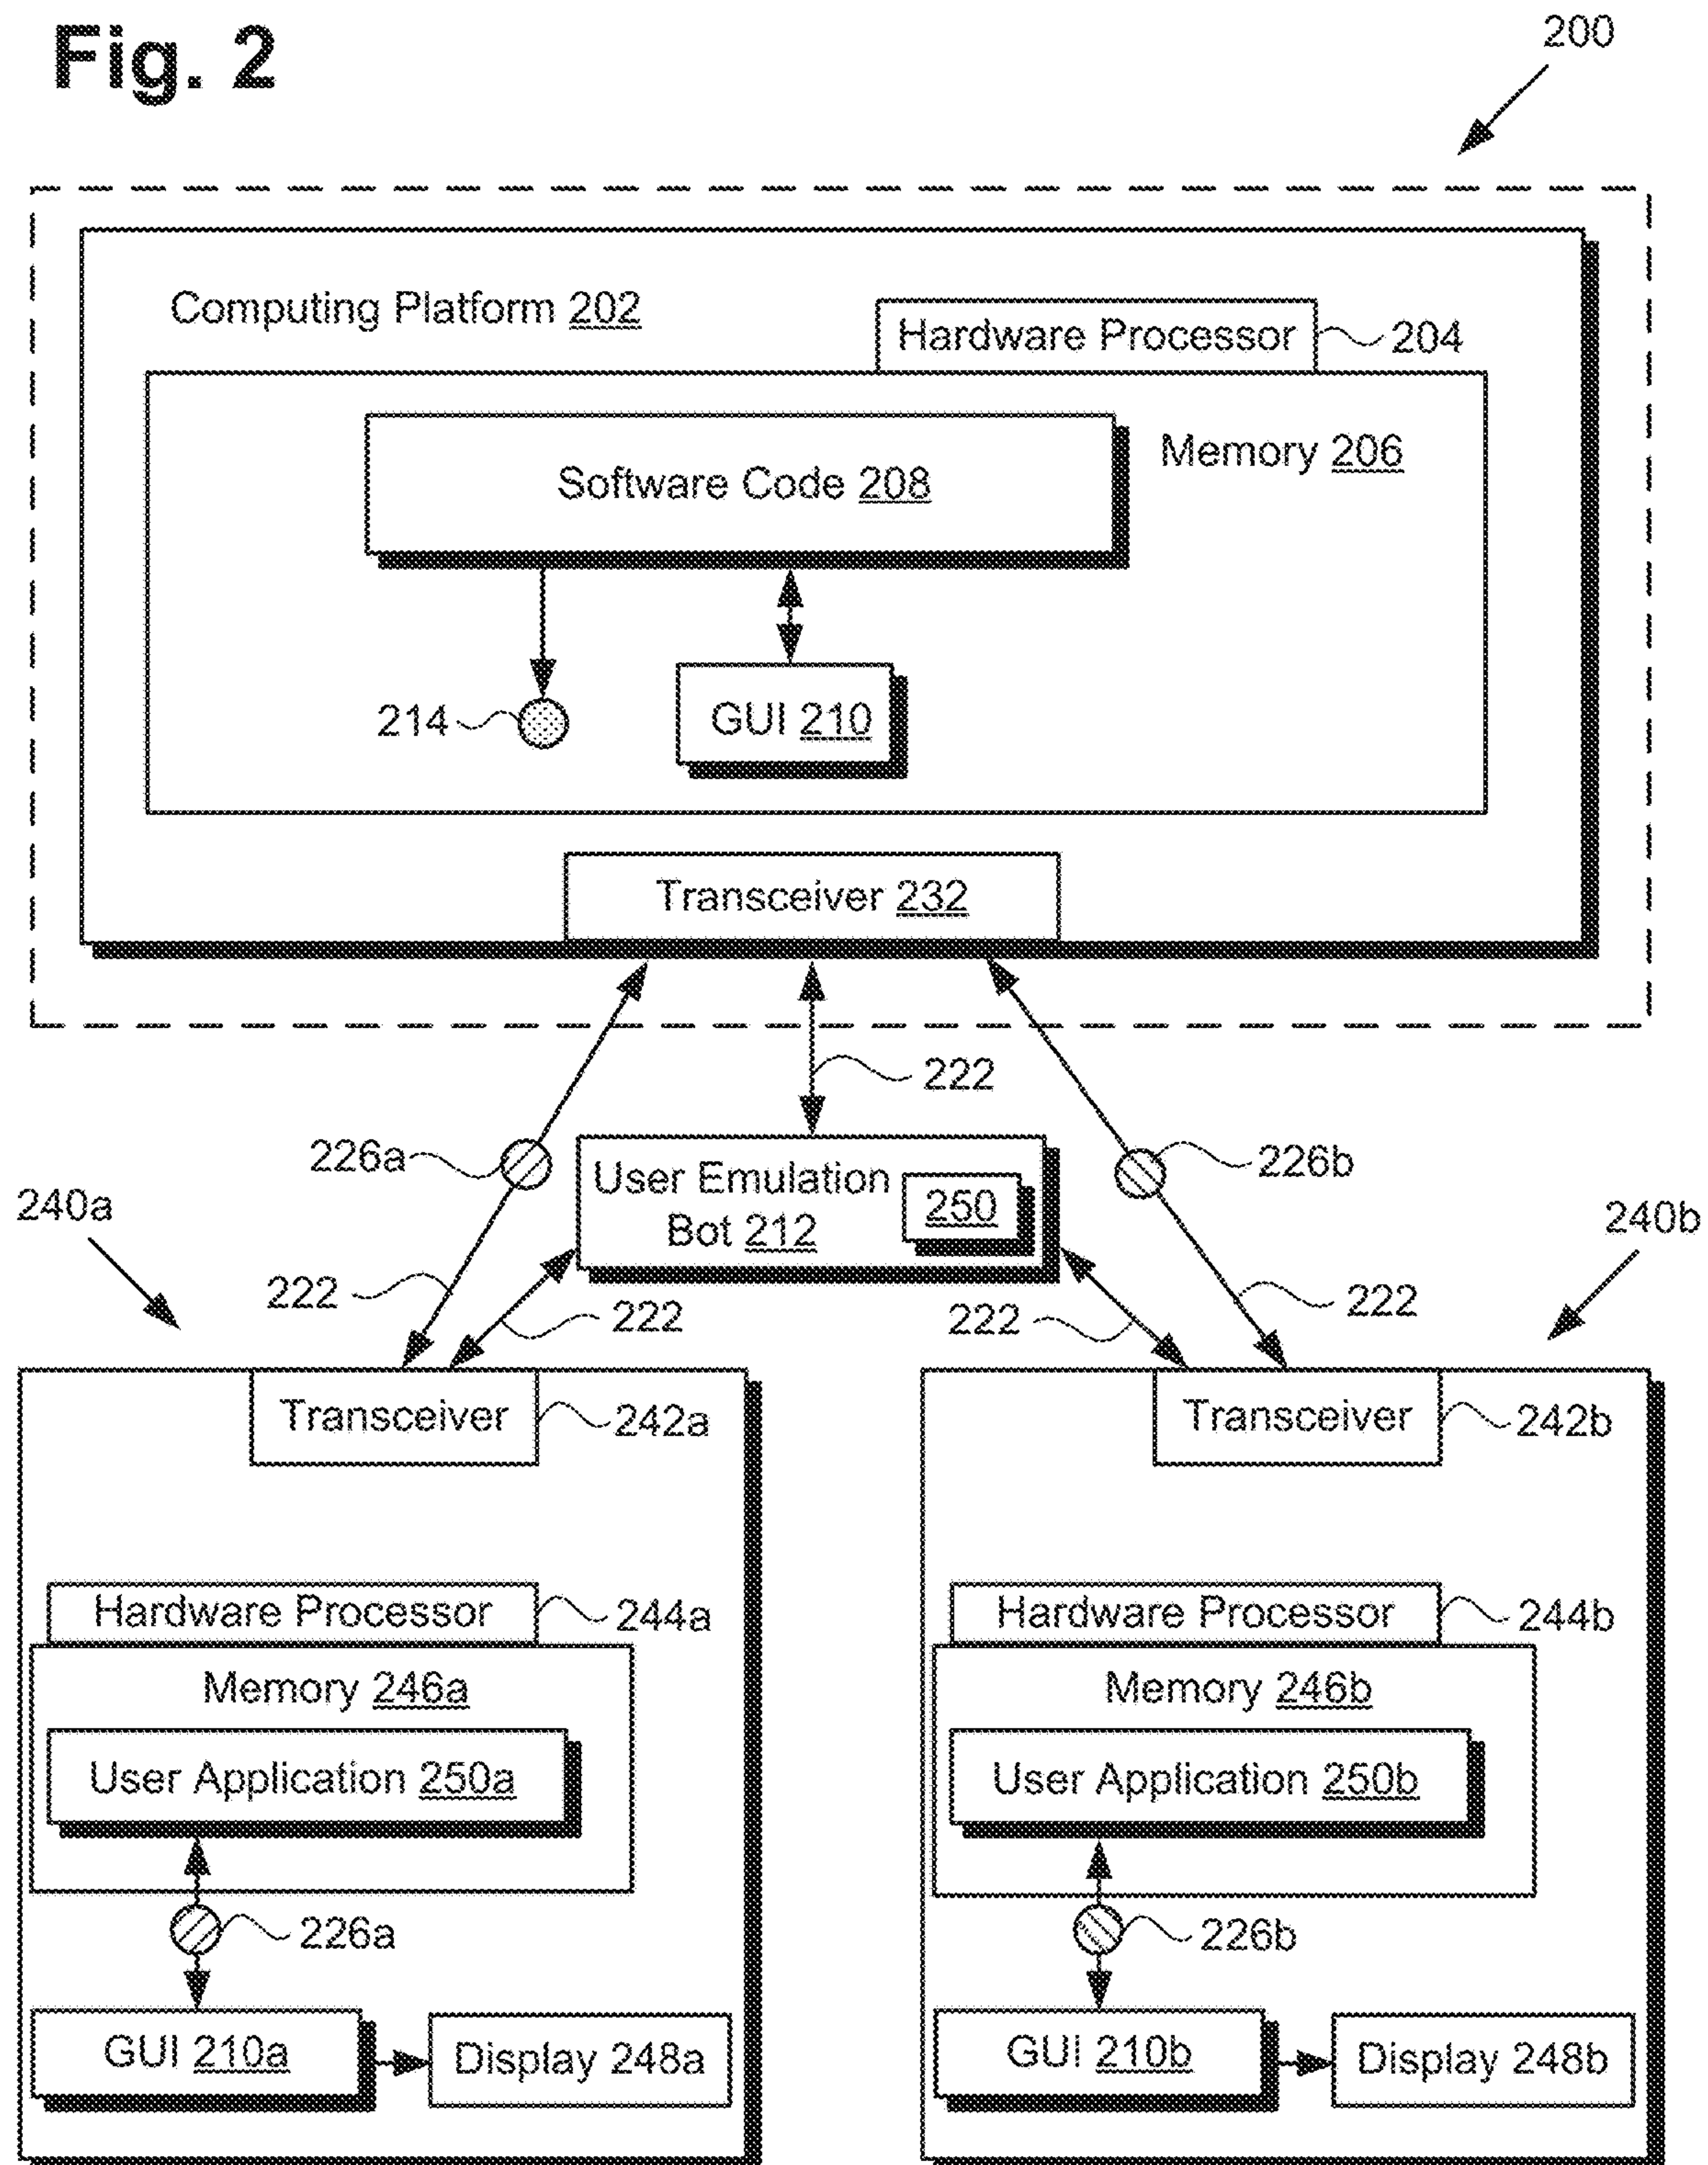 Fig. 2
200
Computing Platform 202
Hardware Processor
204
Software Code 208
Memory 206
214
GUI 210
Transceiver 232
222
226a
User Emulation
Bot 212
250
226b
240a
240b
222
222
222
222
Transceiver
242a
Transceiver
242b
Hardware Processor
244a
Hardware Processor
244b
Memory 246a
Memory 246b
User Application 250a
User Application 250b
226a
226b
GUI 210a
Display 248a
GUI 210b
Display 248b